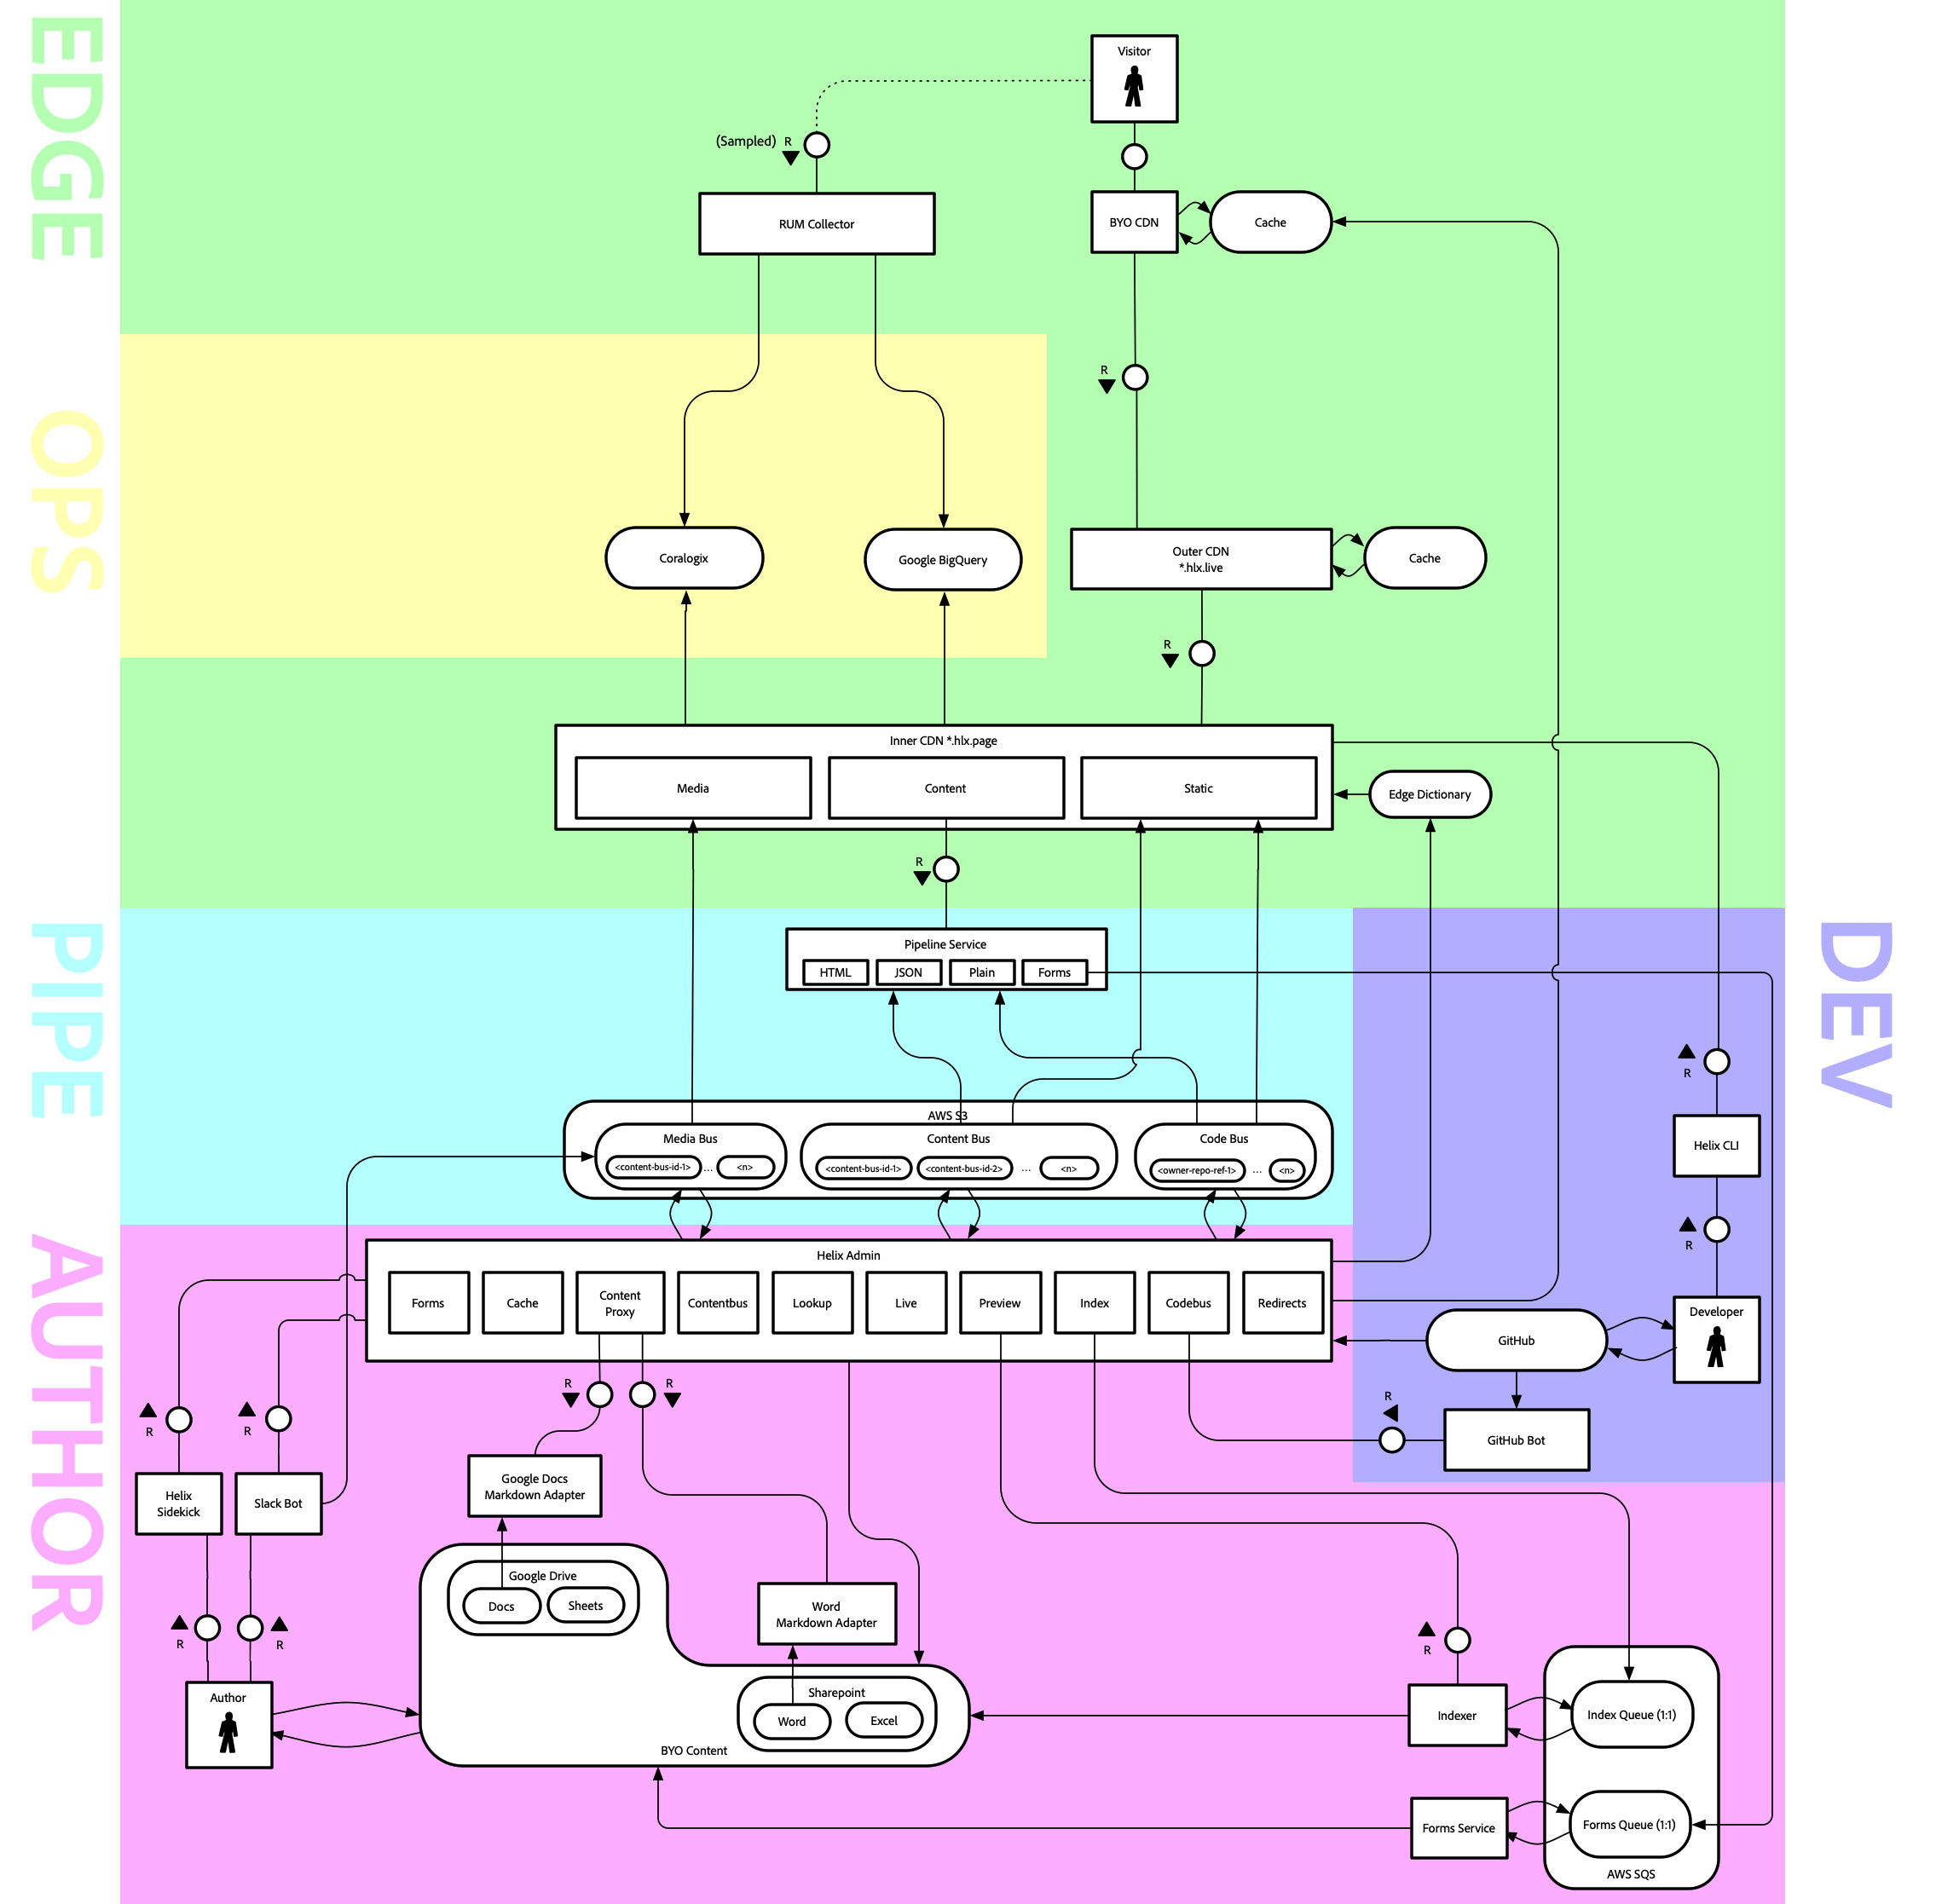 EDGE
Visitor
(Sampled)
R
RUM Collector
BYO CDN
Cache
R
OPS
Coralogix
Google BigQuery
Outer CDN
*.hlx.live
Cache
R
Inner CDN *.hlx.page
Media
Content
Static
Edge Dictionary
R
PIPE
DEV
Pipeline Service
HTML
JSON
Plain
Forms
R
AWS S3
Media Bus
<content-bus-id-1>
...
<n>
Content Bus
<content-bus-id-1>
<content-bus-id-2>
...
<n>
Code Bus
<owner-repo-ref-1>
...
<n>
Helix CLI
R
AUTHOR
Helix Admin
Forms
Cache
Content
Proxy
Contentbus
Lookup
Live
Preview
Index
Codebus
Redirects
GitHub
Developer
R
R
R
R
R
GitHub Bot
Helix
Sidekick
Slack Bot
Google Docs
Markdown Adapter
Google Drive
Docs
Sheets
Word
Markdown Adapter
R
R
R
Author
Sharepoint
Word
Excel
BYO Content
Indexer
Index Queue (1:1)
Forms Service
Forms Queue (1:1)
AWS SQS